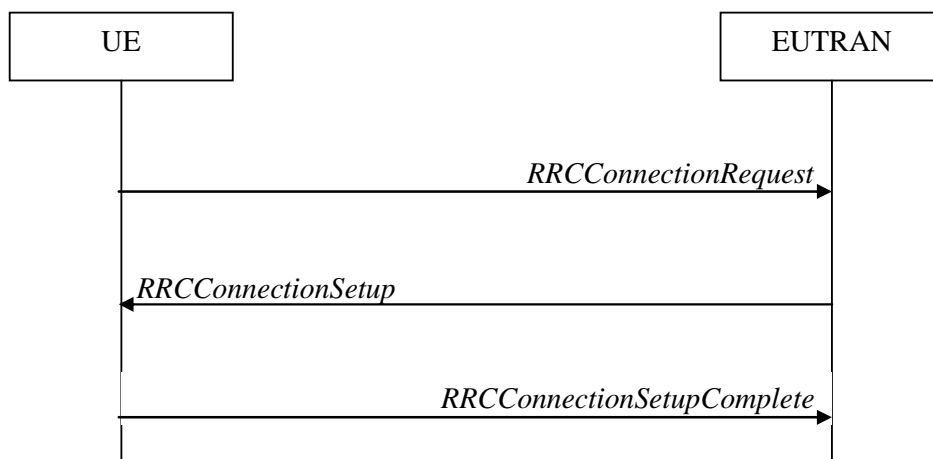 UE
EUTRAN
RRCConnectionRequest
RRCConnectionSetup
RRCConnectionSetupComplete